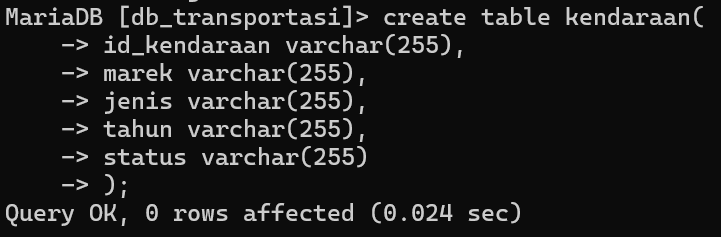 MariaDB [db_transportasi]> create table kendaraan(
    -> id_kendaraan varchar(255),
    -> marek varchar(255),
    -> jenis varchar(255),
    -> tahun varchar(255),
    -> status varchar(255)
    -> );
Query OK, 0 rows affected (0.024 sec)